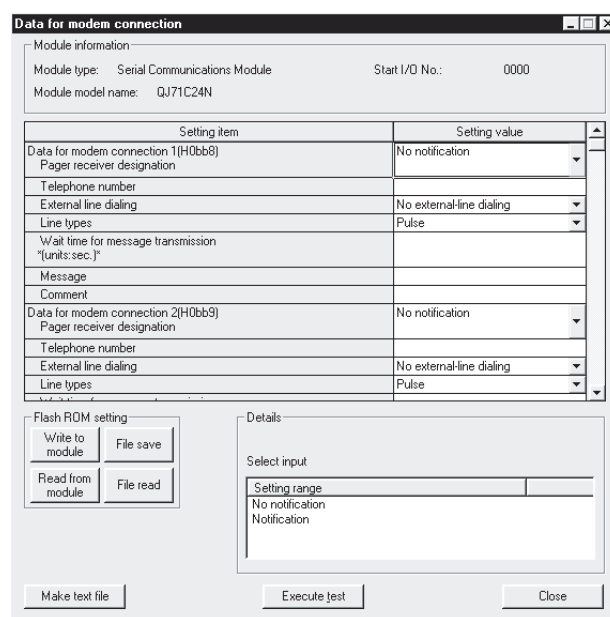 Data for modem connection
Module information
Module type: Serial Communications Module Start I/O No.: 0000
Module model name: QJ71C24N
Setting item Setting value
Data for modem connection 1(H0bb8) No notification
Pager receiver designation
Telephone number
External line dialing No external-line dialing
Line types Pulse
Wait time for message transmission
*(units:sec.)*
Message
Comment
Data for modem connection 2(H0bb9) No notification
Pager receiver designation
Telephone number
External line dialing No external-line dialing
Line types Pulse
Flash ROM setting
Write to module
File save
Read from module
File read
Details
Select input
Setting range
No notification
Notification
Make text file Execute test Close